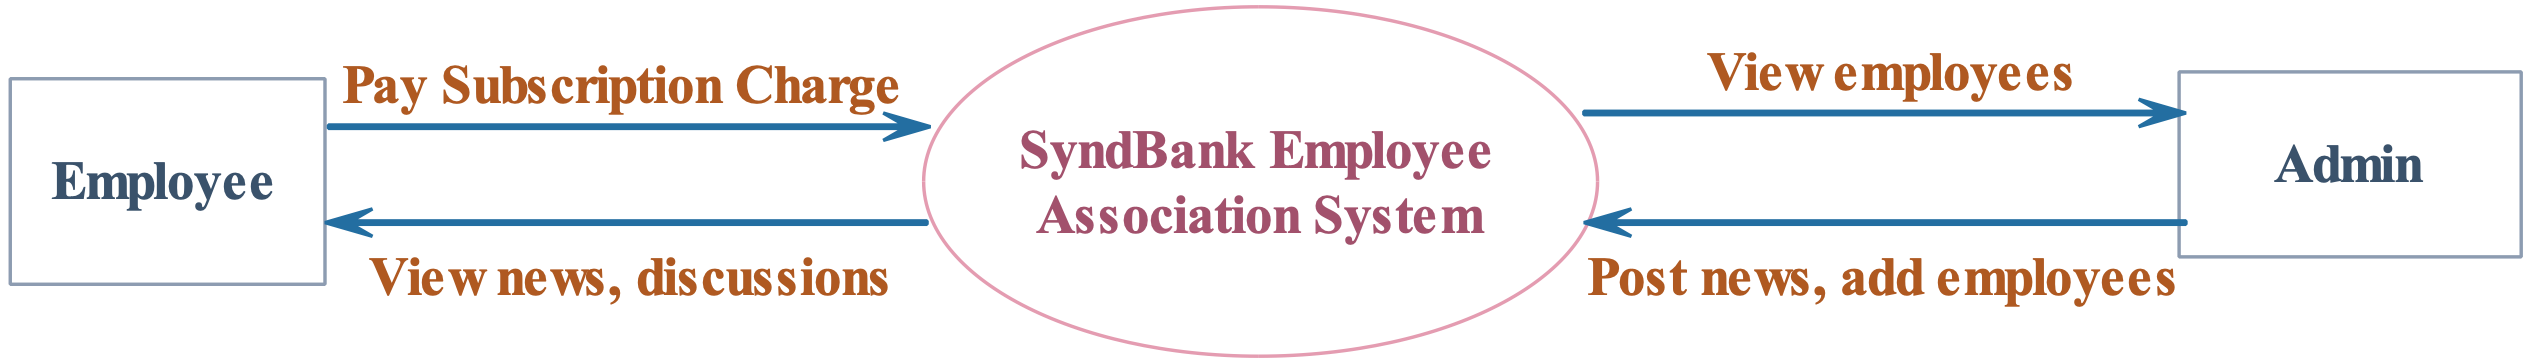 Pay Subscription Charge
View employees
Employee
SyndBank Employee
Association System
Admin
View news, discussions
Post news, add employees